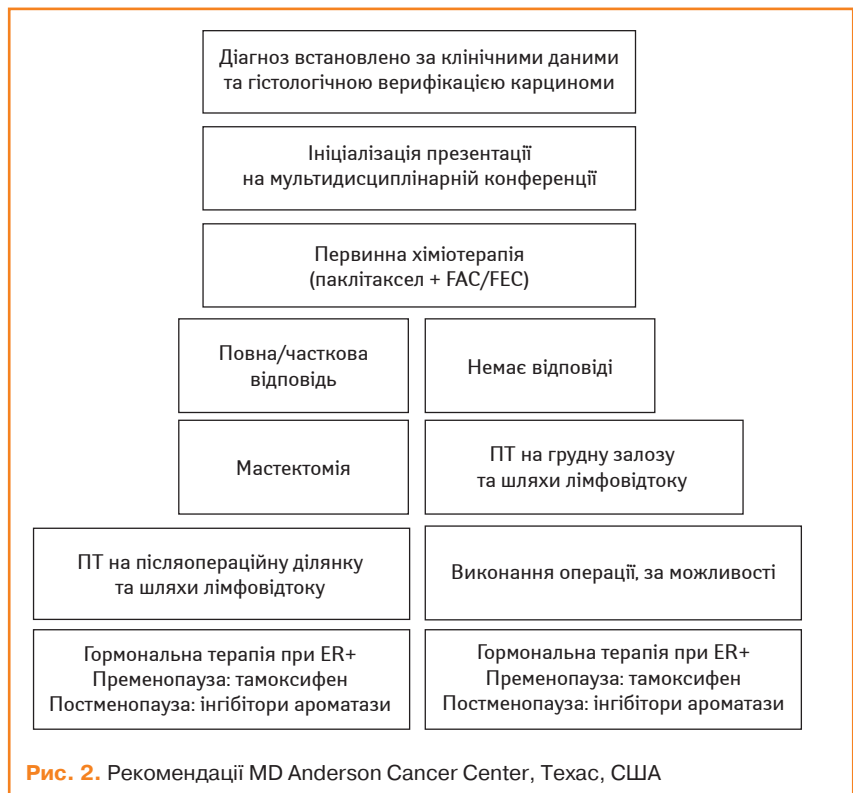 Діагноз встановлено за клінічними даними
та гістологічною верифікацією карциноми
Ініціалізація презентації
на мультидисциплінарній конференції
Первинна хіміотерапія
(паклітаксел + FAC/FEC)
Повна/часткова
відповідь
Немає відповіді
Мастектомія
ПТ на грудну залозу
та шляхи лімфовідтоку
ПТ на післяопераційну ділянку
та шляхи лімфовідтоку
Виконання операції, за можливості
Гормональна терапія при ER+
Пременопауза: тамоксифен
Постменопауза: інгібітори ароматази
Гормональна терапія при ER+
Пременопауза: тамоксифен
Постменопауза: інгібітори ароматази
Рис. 2. Рекомендації MD Anderson Cancer Center, Техас, США